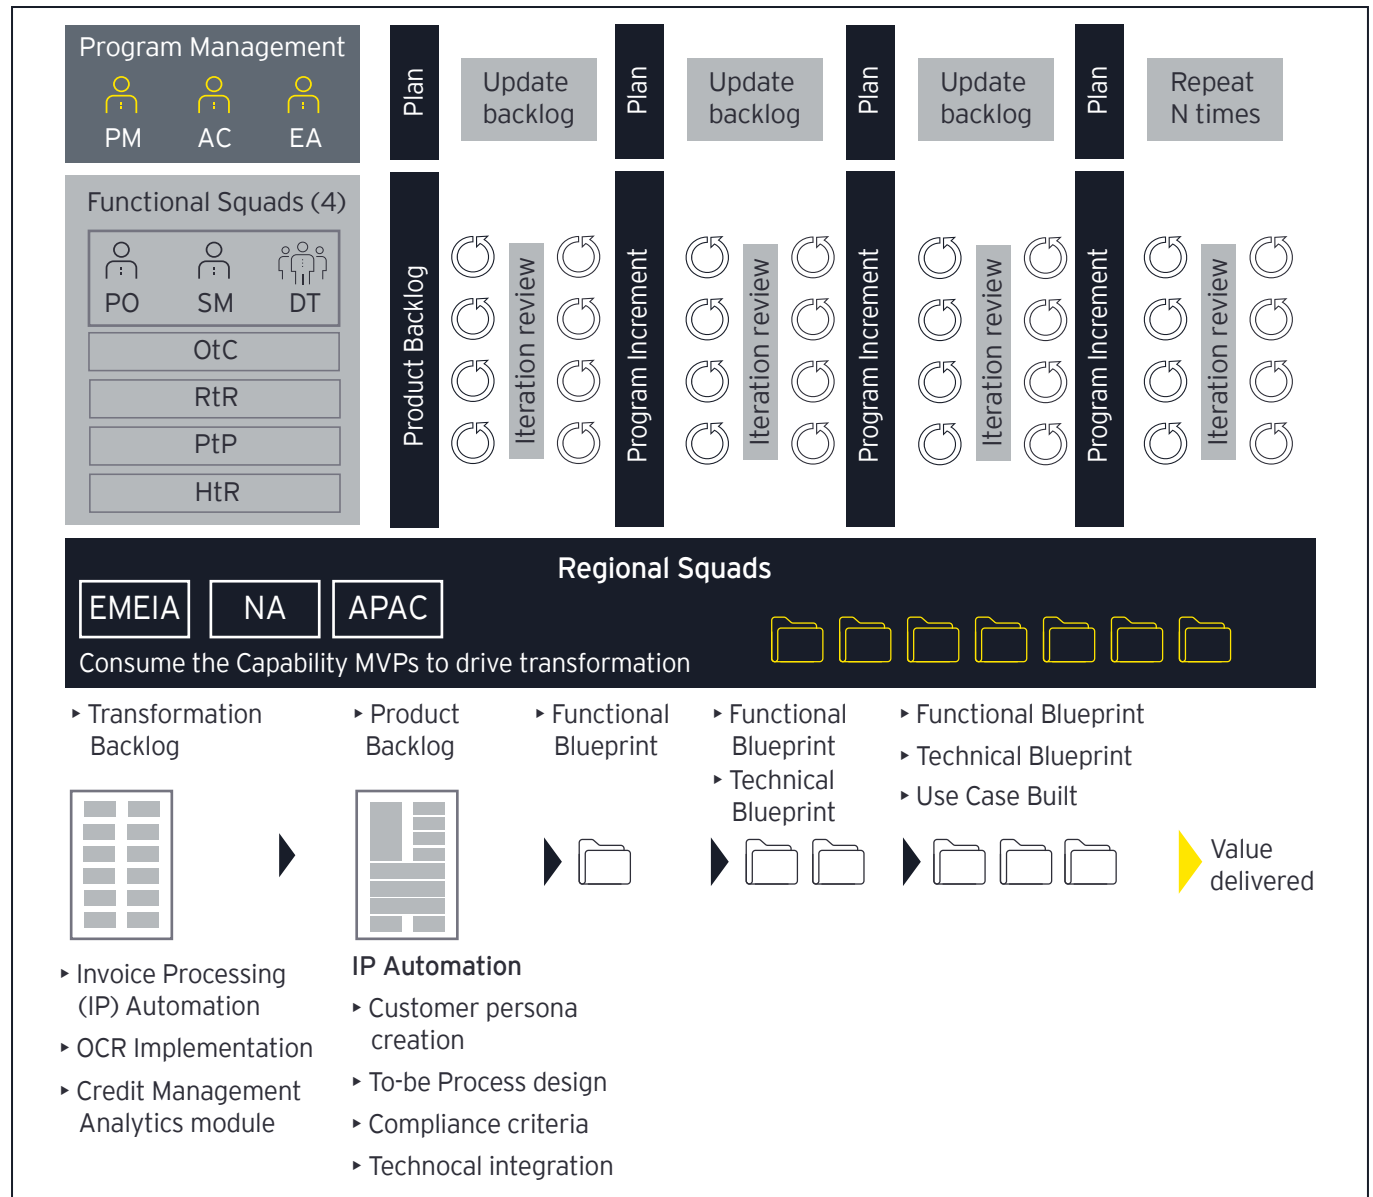 Program Management
PM AC EA
Plan
Update
backlog
Plan
Update
backlog
Plan
Update
backlog
Plan
Repeat
N times
Functional Squads (4)
PO SM DT
OtC
RtR
PtP
HtR
Product Backlog
Iteration review
Program Increment
Iteration review
Program Increment
Iteration review
Program Increment
Iteration review
Regional Squads
EMEIA NA APAC
Consume the Capability MVPs to drive transformation
‣ Transformation
Backlog
‣ Product
Backlog
‣ Functional
Blueprint
‣ Functional
Blueprint
‣ Technical
Blueprint
‣ Functional Blueprint
‣ Technical Blueprint
‣ Use Case Built
Value
delivered
‣ Invoice Processing
(IP) Automation
‣ OCR Implementation
‣ Credit Management
Analytics module
IP Automation
‣ Customer persona
creation
‣ To-be Process design
‣ Compliance criteria
‣ Technocal integration